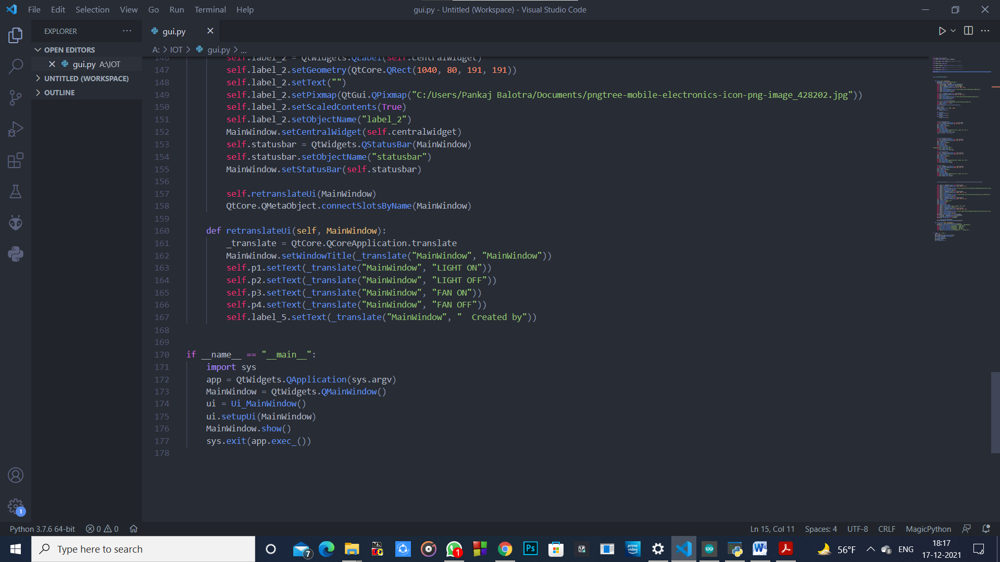 File Edit Selection View Go Run Terminal Help
gui.py - Untitled (Workspace) - Visual Studio Code
EXPLORER
gui.py
OPEN EDITORS
gui.py A:\IOT
UNTITLED (WORKSPACE)
OUTLINE
A: > IOT > gui.py > ...
146 self.label_2 = QtWidgets.QLabel(self.centralwidget)
147 self.label_2.setGeometry(QtCore.QRect(1040, 80, 191, 191))
148 self.label_2.setText("")
149 self.label_2.setPixmap(QtGui.QPixmap("C:/Users/Pankaj Balotra/Documents/pngtree-mobile-electronics-icon-png-image_428202.jpg"))
150 self.label_2.setScaledContents(True)
151 self.label_2.setObjectName("label_2")
152 MainWindow.setCentralWidget(self.centralwidget)
153 self.statusbar = QtWidgets.QStatusBar(MainWindow)
154 self.statusbar.setObjectName("statusbar")
155 MainWindow.setStatusBar(self.statusbar)
156
157 self.retranslateUi(MainWindow)
158 QtCore.QMetaObject.connectSlotsByName(MainWindow)
159
160 def retranslateUi(self, MainWindow):
161 _translate = QtCore.QCoreApplication.translate
162 MainWindow.setWindowTitle(_translate("MainWindow", "MainWindow"))
163 self.p1.setText(_translate("MainWindow", "LIGHT ON"))
164 self.p2.setText(_translate("MainWindow", "LIGHT OFF"))
165 self.p3.setText(_translate("MainWindow", "FAN ON"))
166 self.p4.setText(_translate("MainWindow", "FAN OFF"))
167 self.label_5.setText(_translate("MainWindow", "  Created by"))
168
169
170 if __name__ == "__main__":
171 import sys
172 app = QtWidgets.QApplication(sys.argv)
173 MainWindow = QtWidgets.QMainWindow()
174 ui = Ui_MainWindow()
175 ui.setupUi(MainWindow)
176 MainWindow.show()
177 sys.exit(app.exec_())
178
1
Python 3.7.6 64-bit 0 0
Ln 15, Col 11 Spaces: 4 UTF-8 CRLF MagicPython
Type here to search
7
1
Ps
prime video
56°F
ENG
18:17
17-12-2021